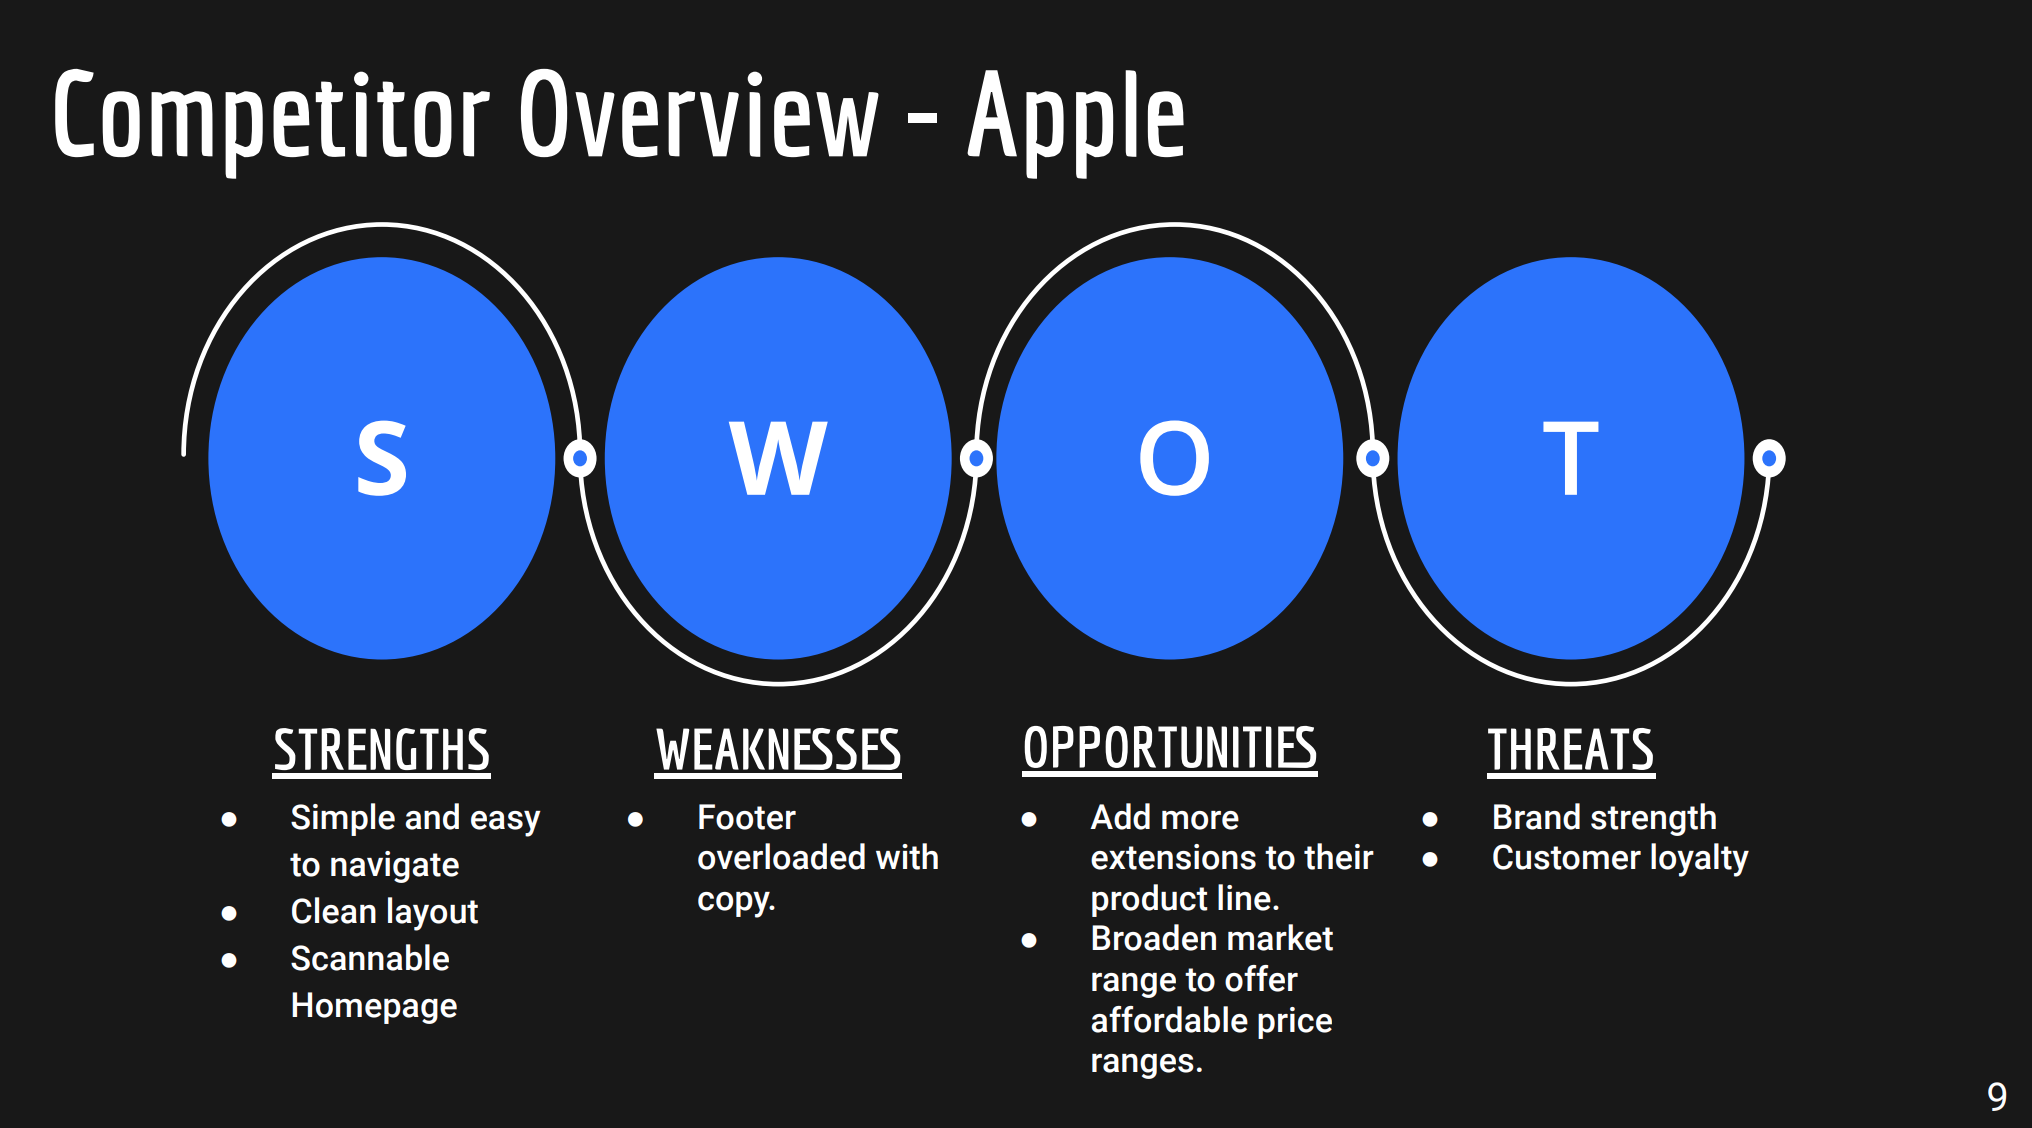 Competitor Overview - Apple
S
W
O
T
STRENGTHS
● Simple and easy
to navigate
● Clean layout
● Scannable
Homepage
WEAKNESSES
● Footer
overloaded with
copy.
OPPORTUNITIES
● Add more
extensions to their
product line.
● Broaden market
range to offer
affordable price
ranges.
THREATS
● Brand strength
● Customer loyalty
9